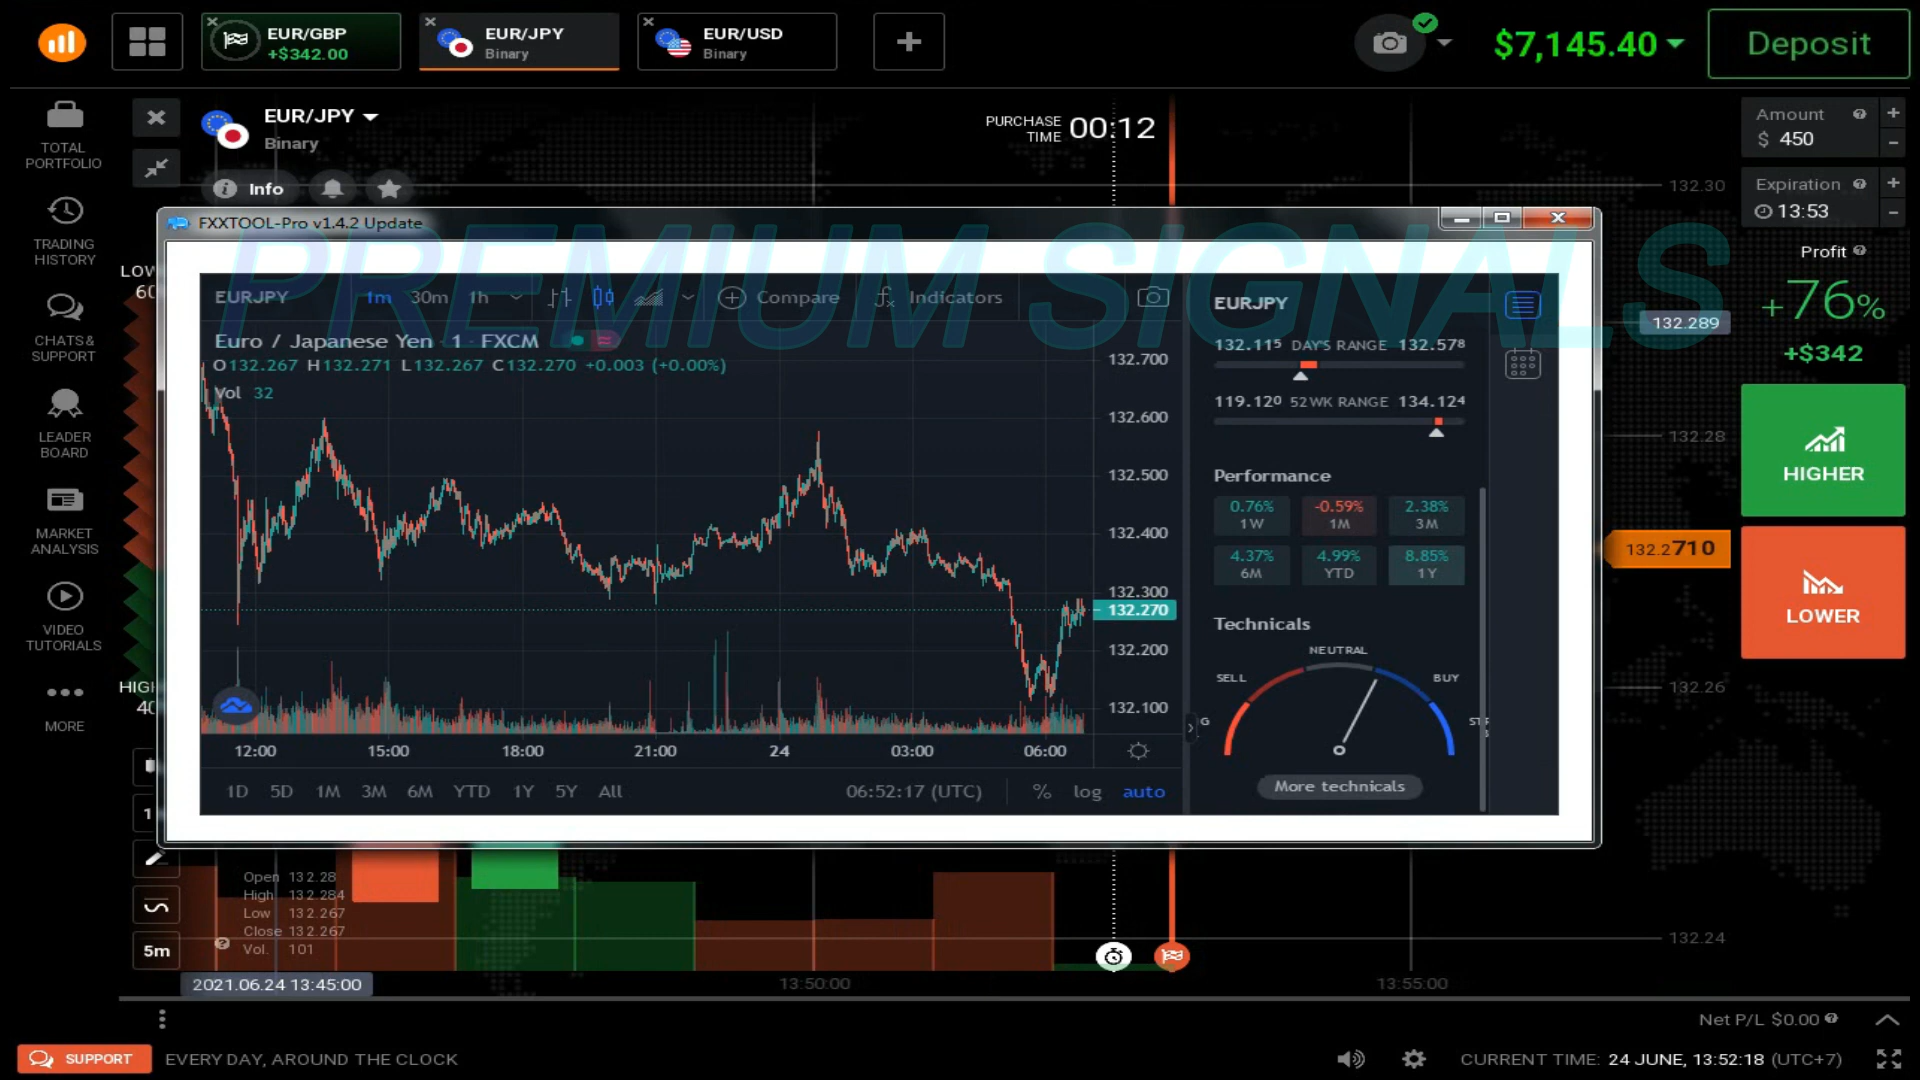 EUR/GBP
+$342.00
EUR/JPY
Binary
EUR/USD
Binary
$7,145.40
Deposit
TOTAL
PORTFOLIO
TRADING
HISTORY
CHATS &
SUPPORT
LEADER
BOARD
MARKET
ANALYSIS
VIDEO
TUTORIALS
MORE
EUR/JPY
Binary
Info
PURCHASE
TIME
00:12
Amount
$ 450
Expiration
13:53
Profit
+76%
+$342
HIGHER
LOWER
132.30
132.289
132.28
132.2710
132.26
132.24
PREMIUM SIGNALS
FXXTOOL-Pro v1.4.2 Update
EURJPY
1m 30m 1h
Compare
Indicators
Euro / Japanese Yen · 1 · FXCM
O132.267 H132.271 L132.267 C132.270 +0.003 (+0.00%)
Vol 32
132.700
132.600
132.500
132.400
132.300
132.270
132.200
132.100
12:00 15:00 18:00 21:00 24 03:00 06:00
1D 5D 1M 3M 6M YTD 1Y 5Y All
06:52:17 (UTC)
% log auto
EURJPY
132.115 DAY'S RANGE 132.578
119.120 52 WK RANGE 134.124
Performance
0.76%
1W
-0.59%
1M
2.38%
3M
4.37%
6M
4.99%
YTD
8.85%
1Y
Technicals
NEUTRAL
SELL
BUY
G
More technicals
5m
Open 132.28
High 132.284
Low 132.267
Close 132.267
Vol. 101
2021.06.24 13:45:00
13:50:00
13:55:00
Net P/L $0.00
SUPPORT
EVERY DAY, AROUND THE CLOCK
CURRENT TIME: 24 JUNE, 13:52:18 (UTC+7)